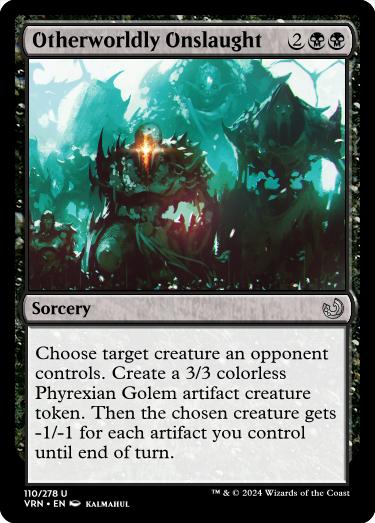 Otherworldly Onslaught 2
Sorcery
Choose target creature an opponent
controls. Create a 3/3 colorless
Phyrexian Golem artifact creature
token. Then the chosen creature gets
-1/-1 for each artifact you control
until end of turn.
110/278 U
VRN • EN KALMAHUL
™ & © 2024 Wizards of the Coast